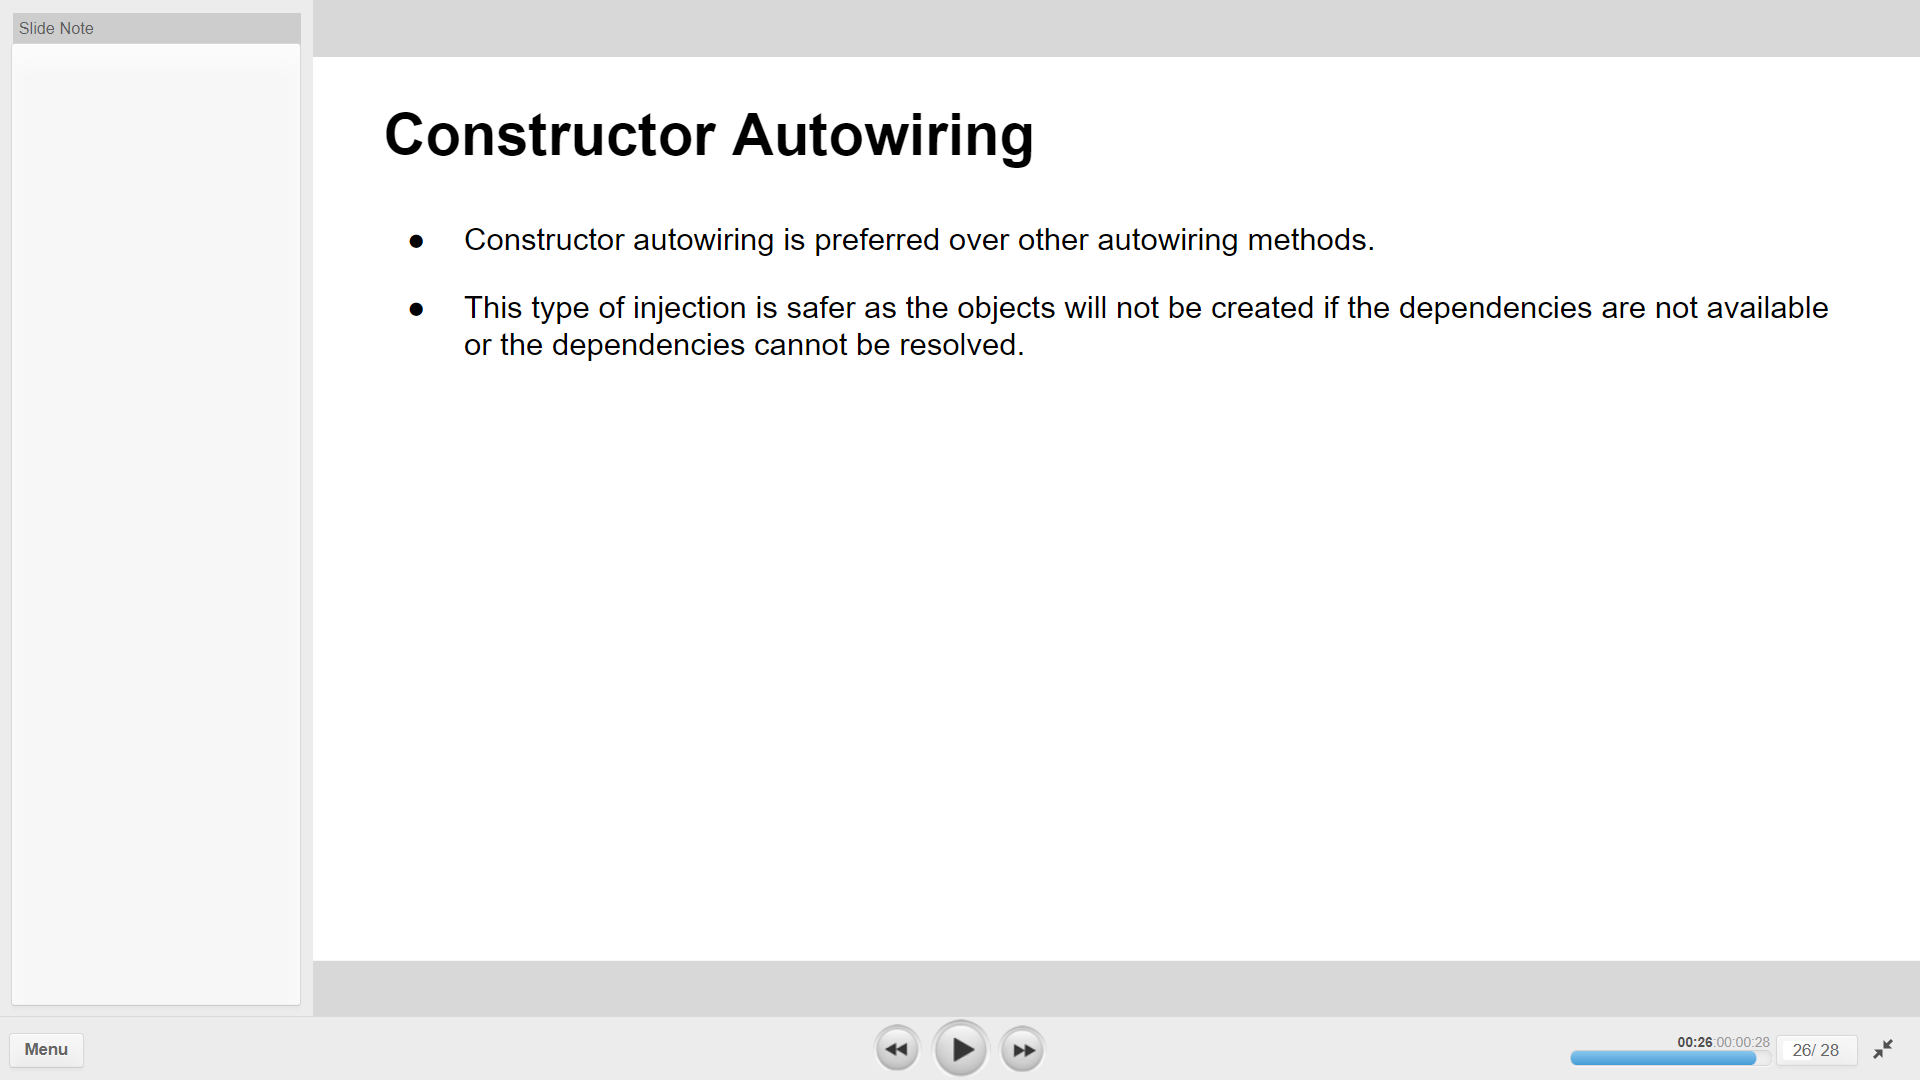 Slide Note
Constructor Autowiring
● Constructor autowiring is preferred over other autowiring methods.
● This type of injection is safer as the objects will not be created if the dependencies are not available
or the dependencies cannot be resolved.
Menu
00:26:00:00:28
26/ 28